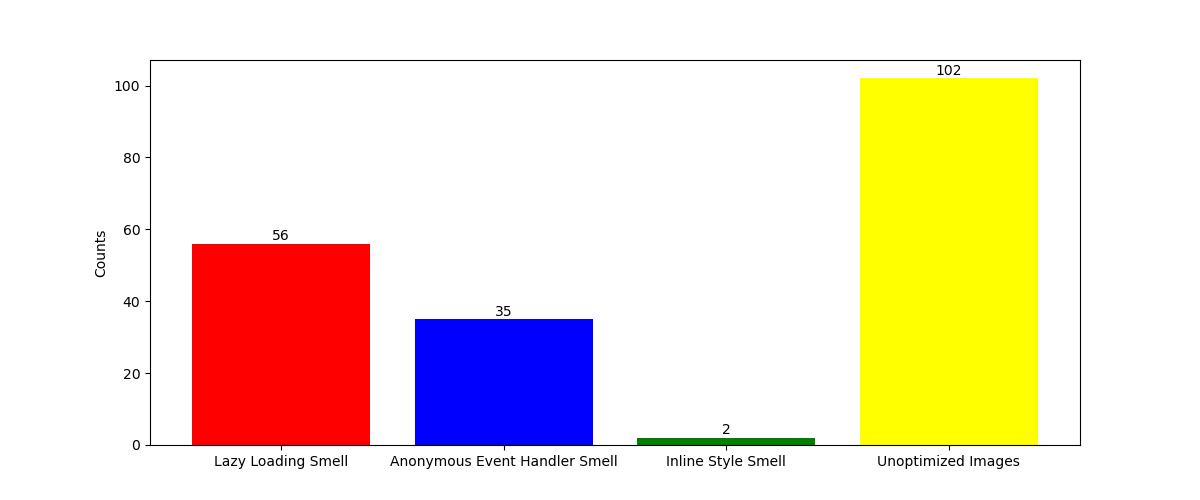 102
100
80
60
56
40
35
20
2
0
Counts
Lazy Loading Smell
Anonymous Event Handler Smell
Inline Style Smell
Unoptimized Images